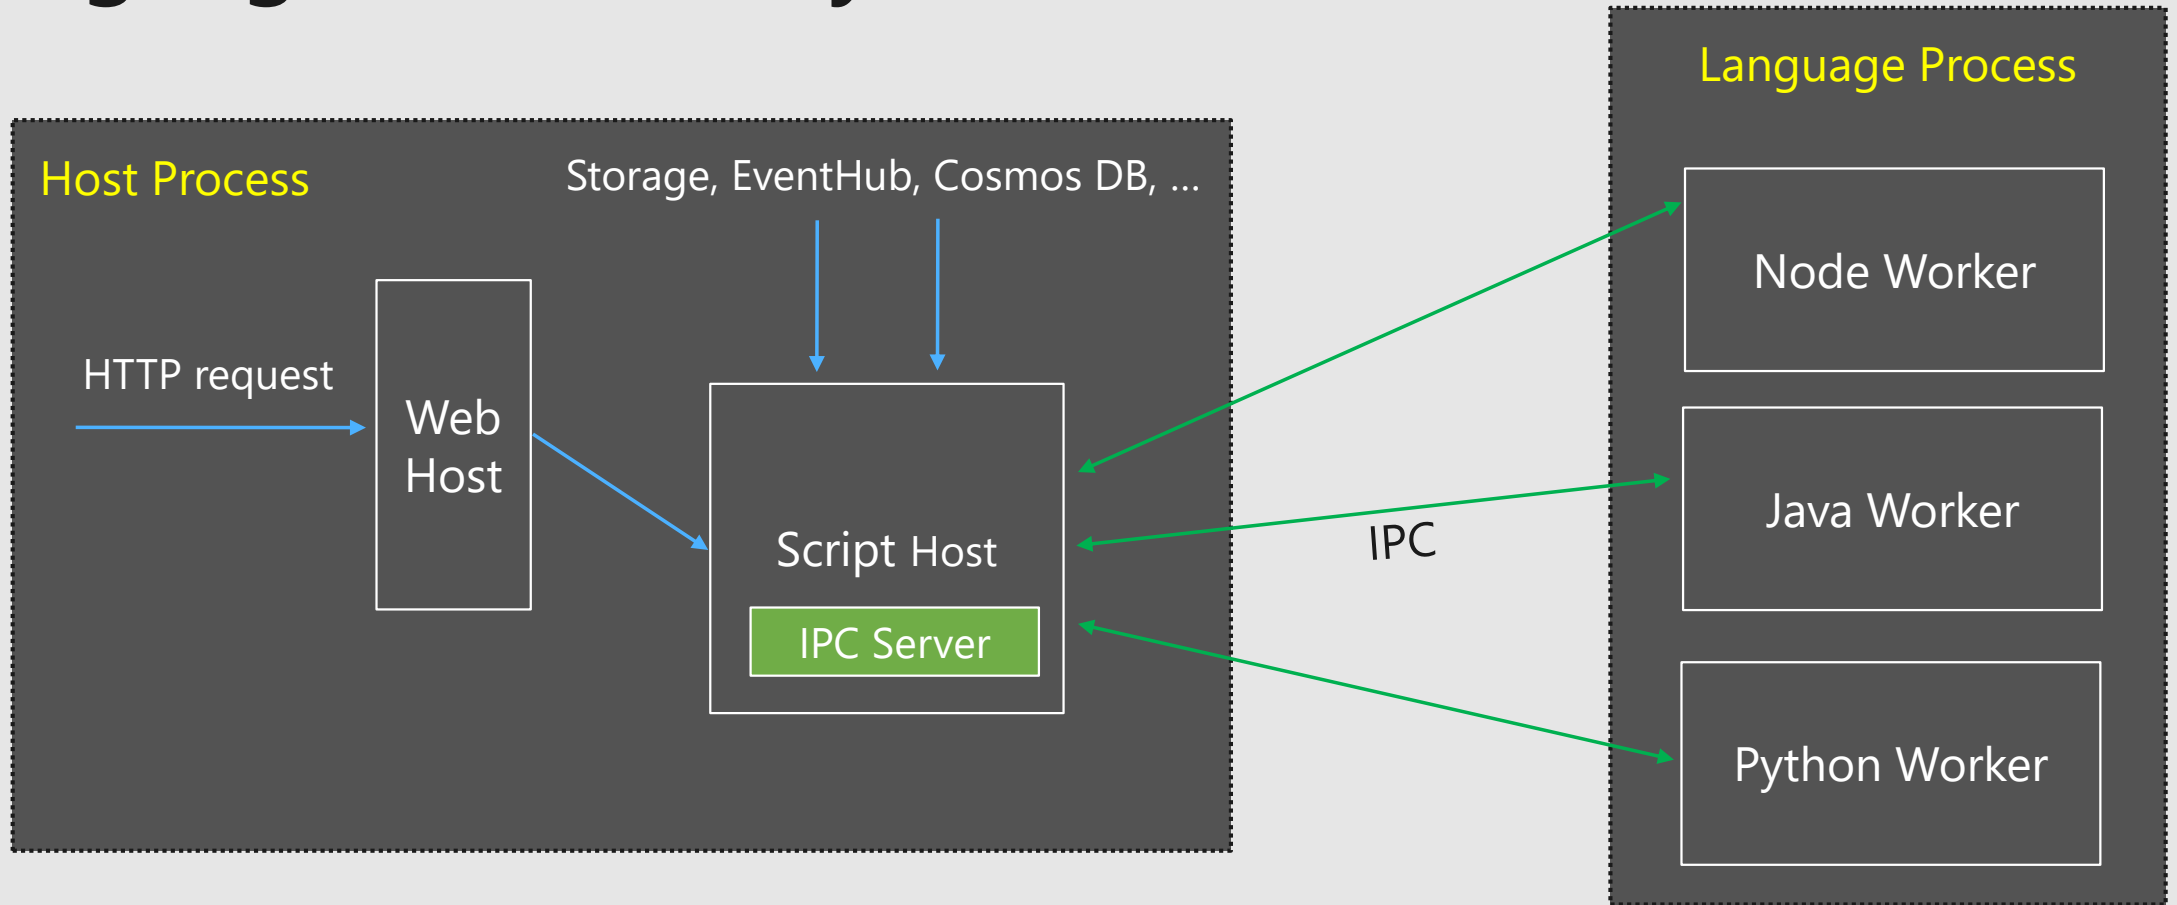 Host Process
Storage, EventHub, Cosmos DB, ...
HTTP request
Web
Host
Script Host
IPC Server
IPC
Language Process
Node Worker
Java Worker
Python Worker